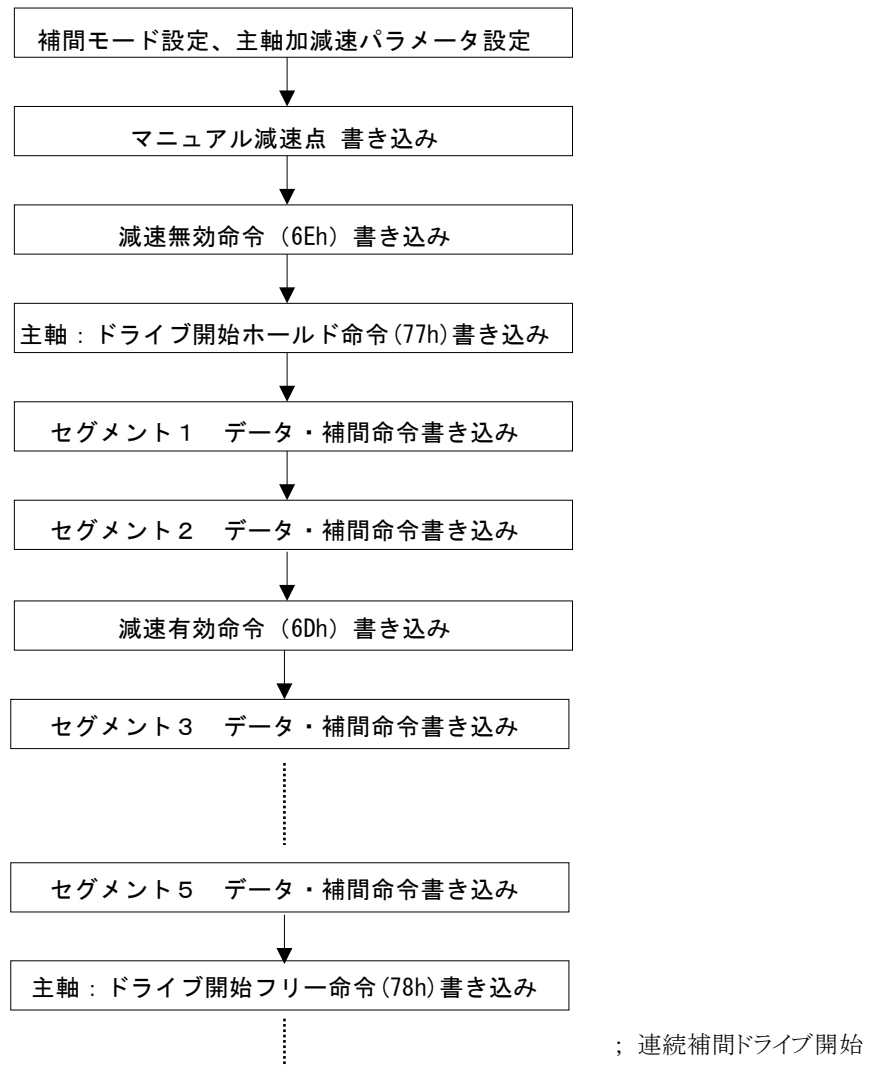 補間モード設定、主軸加減速パラメータ設定
マニュアル減速点 書き込み
減速無効命令（6Eh）書き込み
主軸：ドライブ開始ホールド命令(77h)書き込み
セグメント１　データ・補間命令書き込み
セグメント２　データ・補間命令書き込み
減速有効命令（6Dh）書き込み
セグメント３　データ・補間命令書き込み
セグメント５　データ・補間命令書き込み
主軸：ドライブ開始フリー命令(78h)書き込み
; 連続補間ドライブ開始